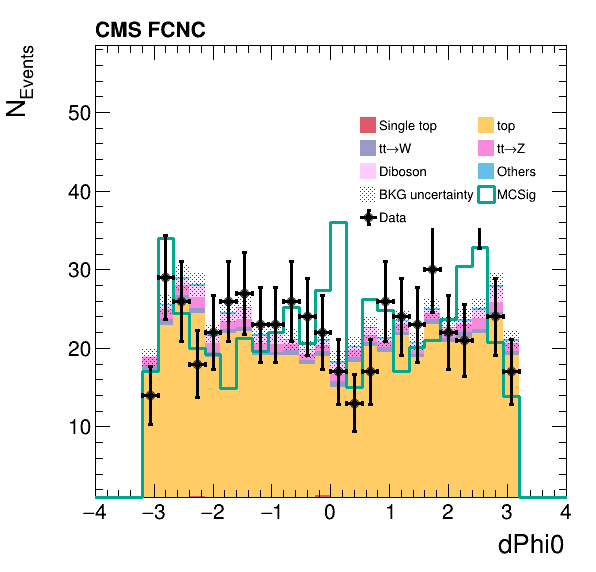 CMS FCNC
N_Events
50
40
30
20
10
Single top
top
tt→W
tt→Z
Diboson
Others
BKG uncertainty
MCSig
Data
−4 −3 −2 −1 0 1 2 3 4
dPhi0